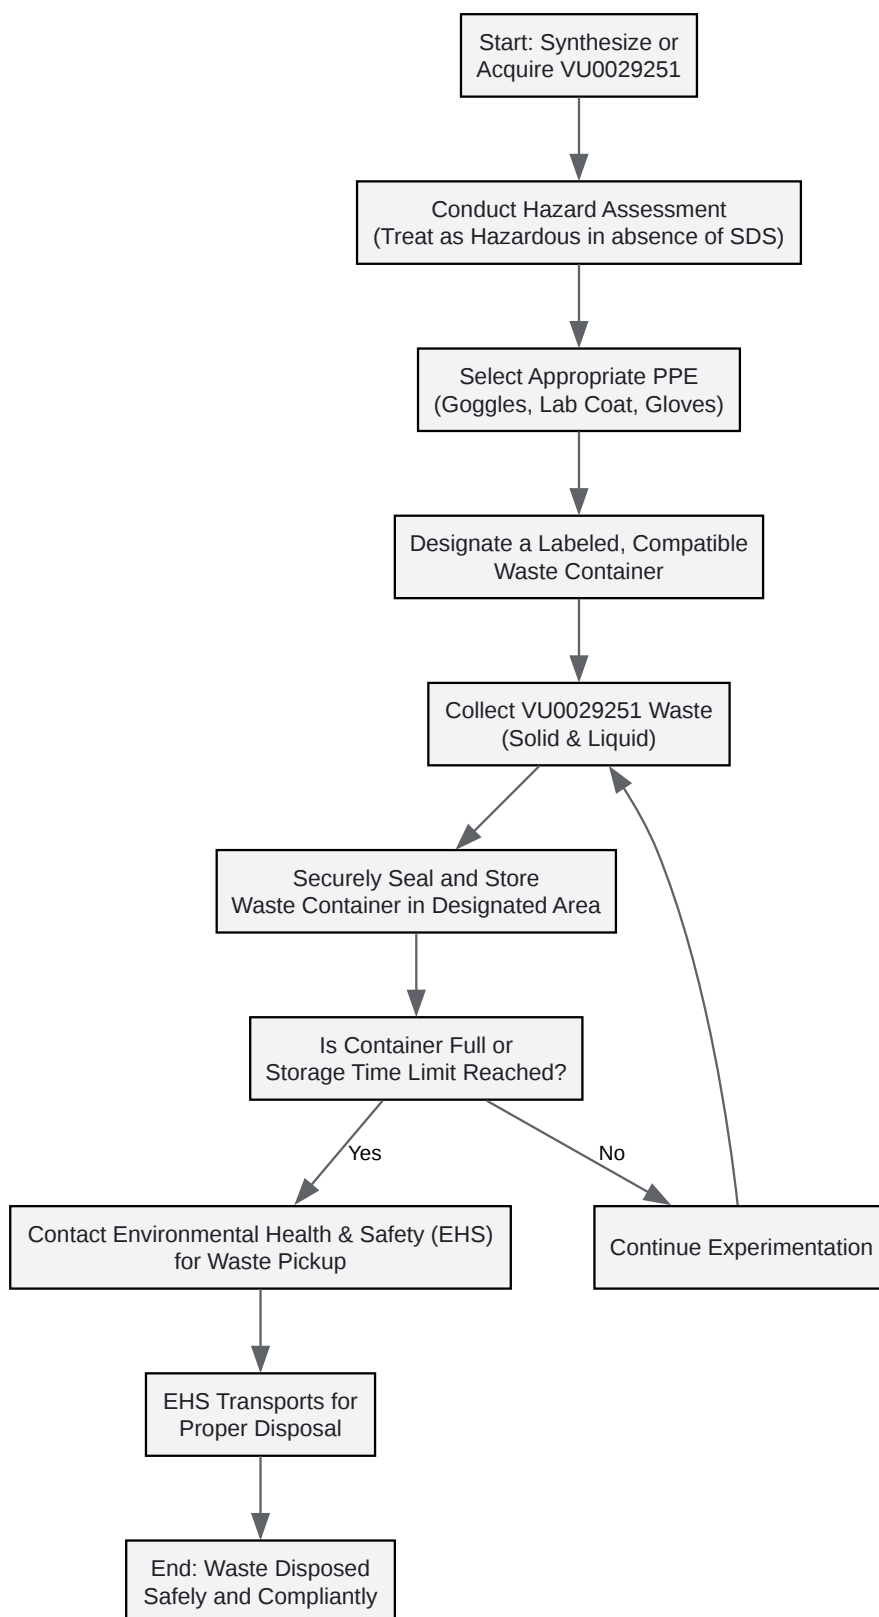 Start: Synthesize or
Acquire VU0029251
Conduct Hazard Assessment
(Treat as Hazardous in absence of SDS)
Select Appropriate PPE
(Goggles, Lab Coat, Gloves)
Designate a Labeled, Compatible
Waste Container
Collect VU0029251 Waste
(Solid & Liquid)
Securely Seal and Store
Waste Container in Designated Area
Is Container Full or
Storage Time Limit Reached?
Yes
No
Contact Environmental Health & Safety (EHS)
for Waste Pickup
Continue Experimentation
EHS Transports for
Proper Disposal
End: Waste Disposed
Safely and Compliantly